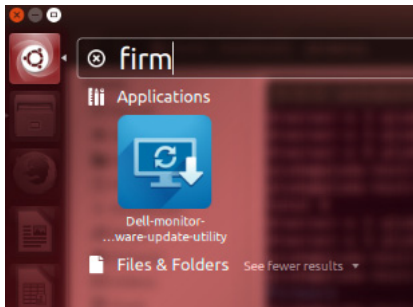 firm
Applications
Dell-monitor-
...ware-update-utility
Files & Folders See fewer results